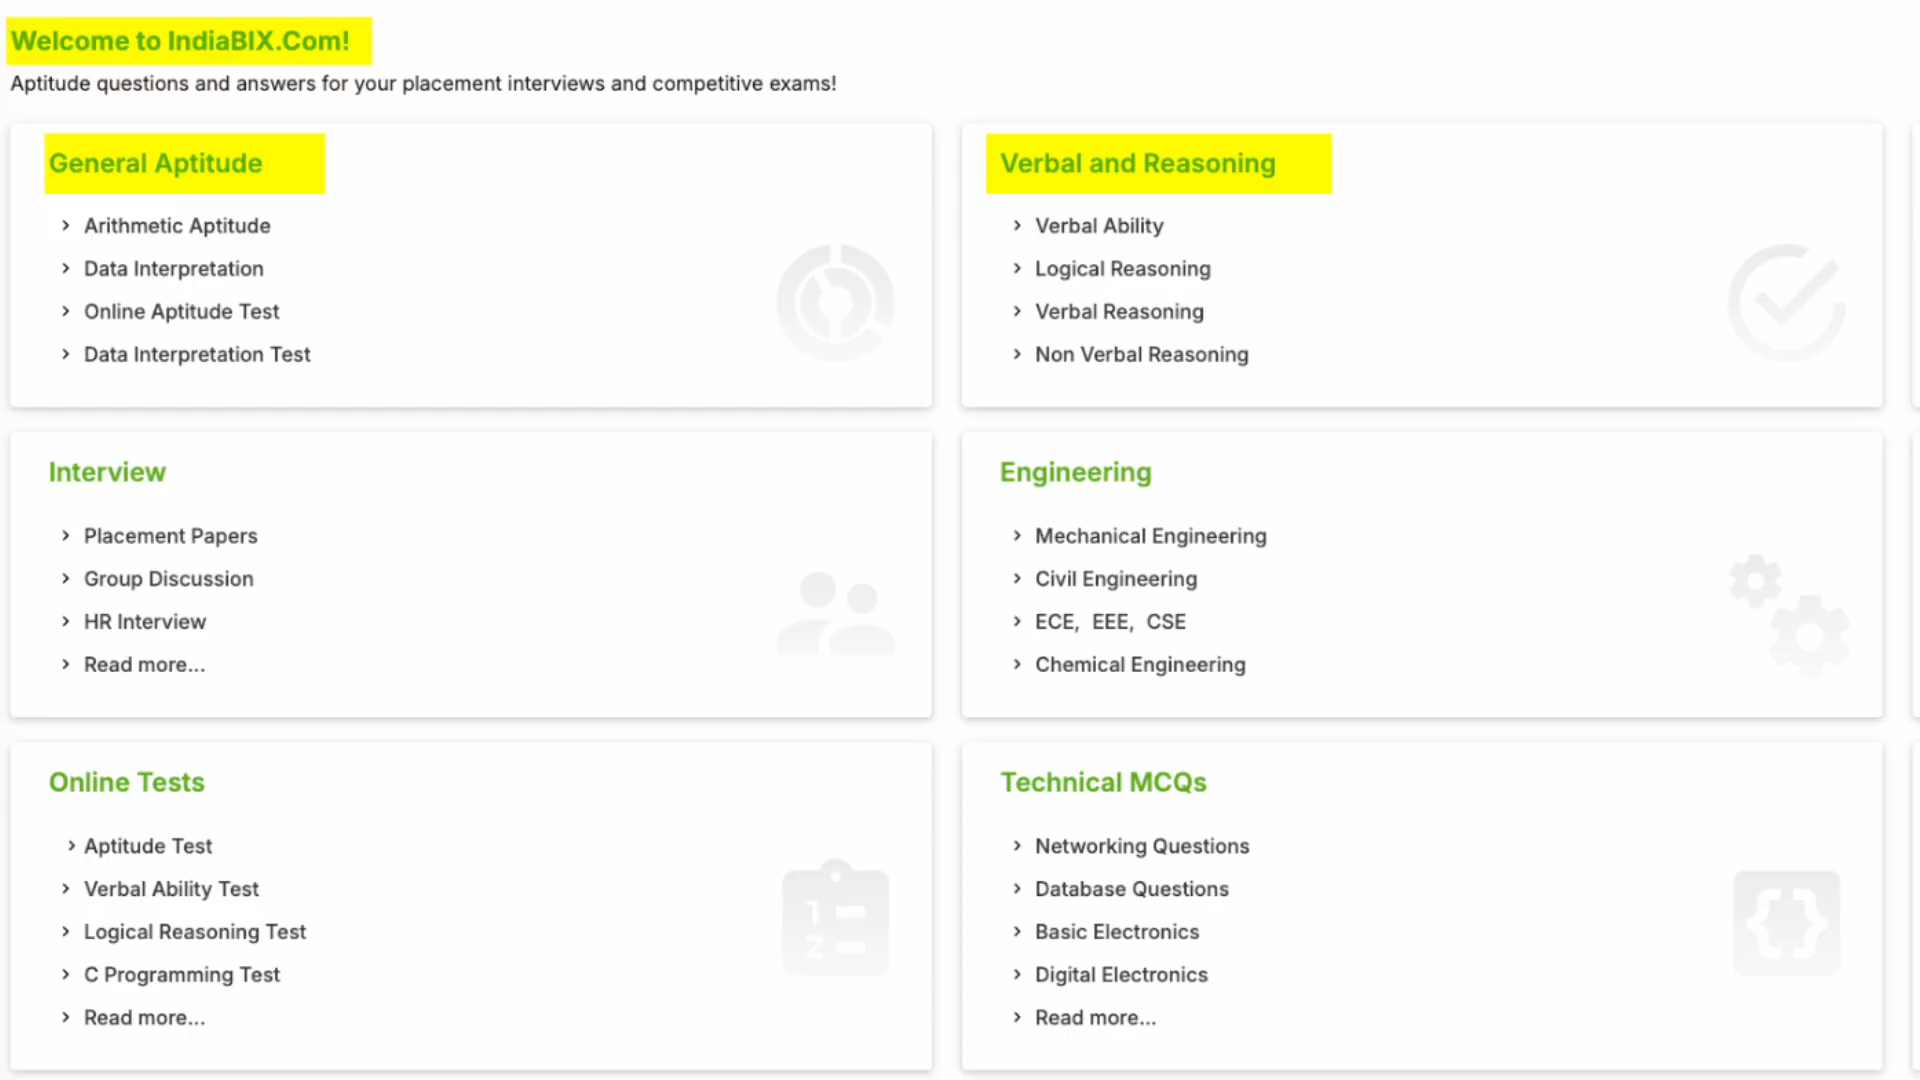 Welcome to IndiaBIX.Com!
Aptitude questions and answers for your placement interviews and competitive exams!
General Aptitude
Arithmetic Aptitude
Data Interpretation
Online Aptitude Test
Data Interpretation Test
Verbal and Reasoning
Verbal Ability
Logical Reasoning
Verbal Reasoning
Non Verbal Reasoning
Interview
Placement Papers
Group Discussion
HR Interview
Read more...
Engineering
Mechanical Engineering
Civil Engineering
ECE, EEE, CSE
Chemical Engineering
Online Tests
Aptitude Test
Verbal Ability Test
Logical Reasoning Test
C Programming Test
Read more...
1
2
Technical MCQs
Networking Questions
Database Questions
Basic Electronics
Digital Electronics
Read more...
{}